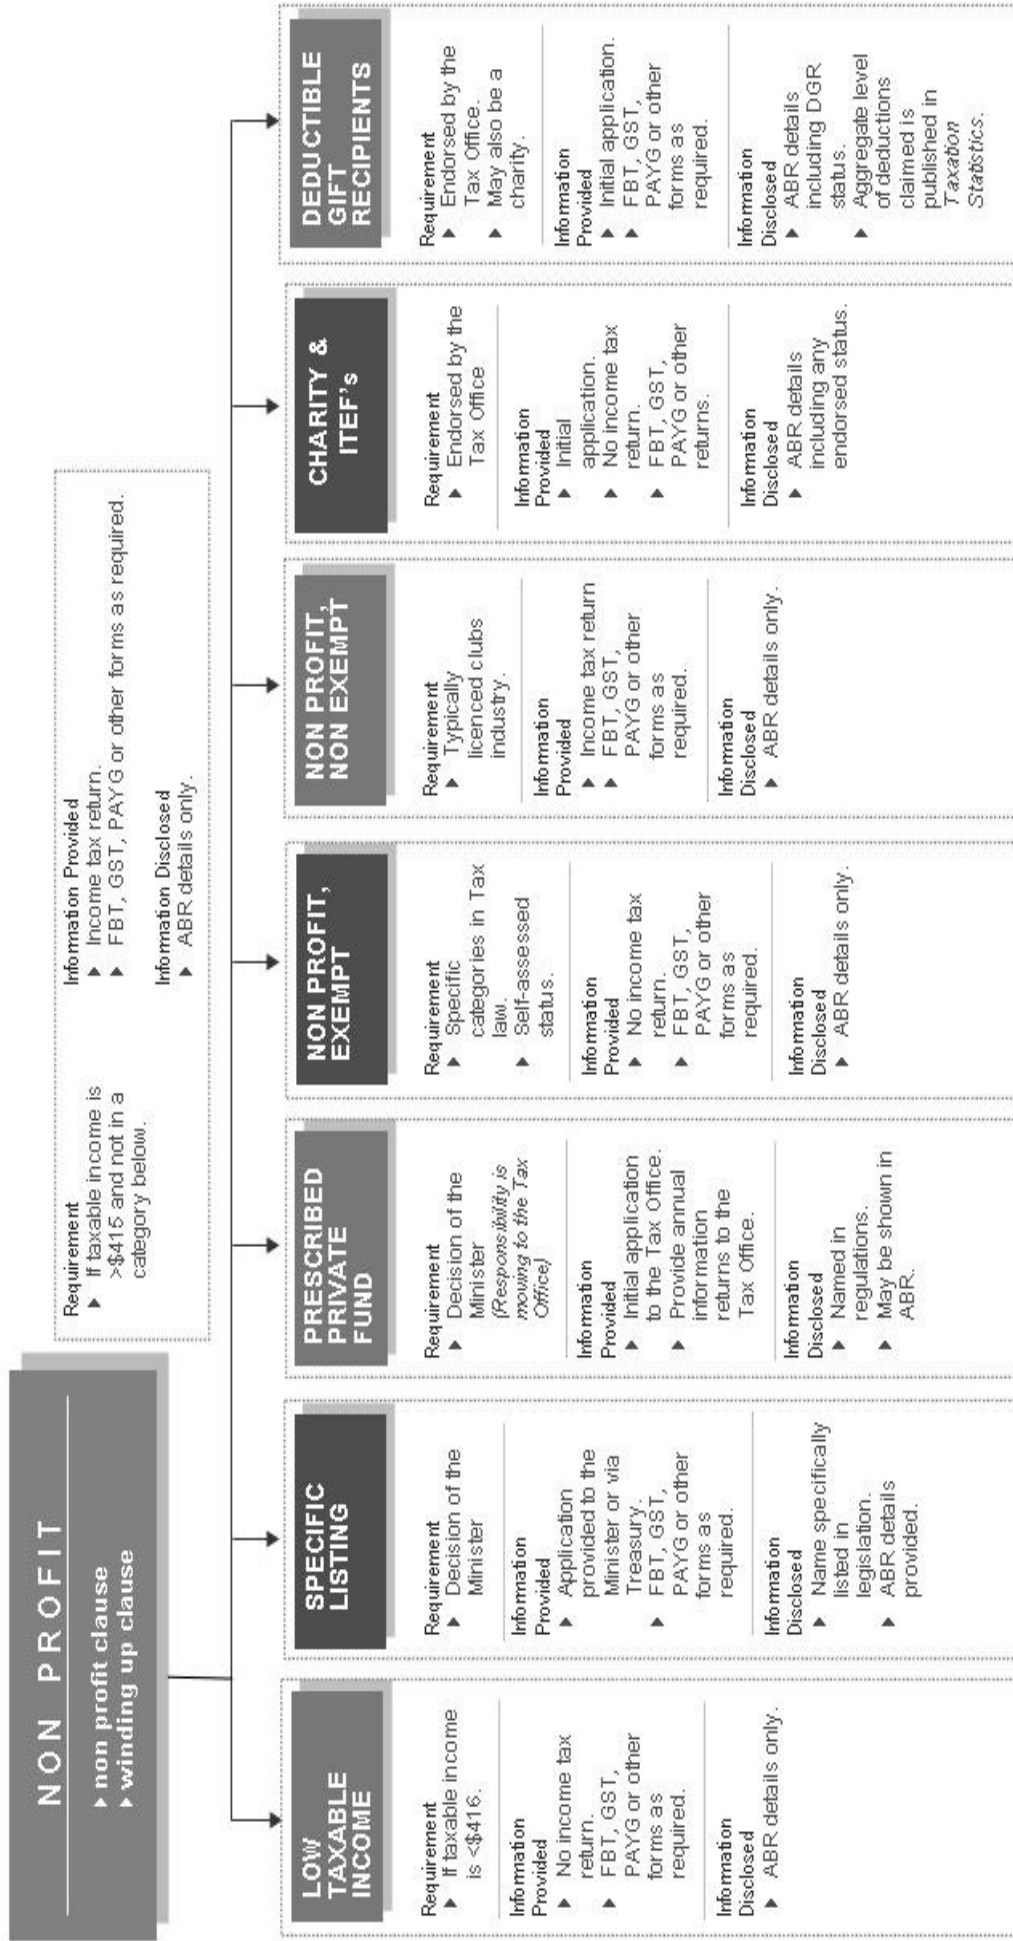 NON PROFIT
▸ non profit clause
▸ winding up clause
Requirement
▸ If taxable income is
>$415 and not in a
category below.
Information Provided
▸ Income tax return.
▸ FBT, GST, PAYG or other forms as required.
Information Disclosed
▸ ABR details only.
LOW
TAXABLE
INCOME
Requirement
▸ If taxable income
is <$416.
Information
Provided
▸ No income tax
return.
▸ FBT, GST,
PAYG or other
forms as
required.
Information
Disclosed
▸ ABR details only.
SPECIFIC
LISTING
Requirement
▸ Decision of the
Minister
Information
Provided
▸ Application
provided to the
Minister or via
Treasury.
▸ FBT, GST,
PAYG or other
forms as
required.
Information
Disclosed
▸ Name specifically
listed in
legislation.
▸ ABR details
provided.
PRESCRIBED
PRIVATE
FUND
Requirement
▸ Decision of the
Minister
(Responsibility is
moving to the Tax
Office)
Information
Provided
▸ Initial application
to the Tax Office.
▸ Provide annual
information
returns to the
Tax Office.
Information
Disclosed
▸ Named in
regulations.
▸ May be shown in
ABR.
NON PROFIT,
EXEMPT
Requirement
▸ Specific
categories in Tax
law.
▸ Self-assessed
status.
Information
Provided
▸ No income tax
return.
▸ FBT, GST,
PAYG or other
forms as
required.
Information
Disclosed
▸ ABR details only.
NON PROFIT,
NON EXEMPT
Requirement
▸ Typically
licenced clubs
industry.
Information
Provided
▸ Income tax return
▸ FBT, GST,
PAYG or other
forms as
required.
Information
Disclosed
▸ ABR details only.
CHARITY &
ITEF's
Requirement
▸ Endorsed by the
Tax Office
Information
Provided
▸ Initial
application.
▸ No income tax
return.
▸ FBT, GST,
PAYG or other
returns.
Information
Disclosed
▸ ABR details
including any
endorsed status.
DEDUCTIBLE
GIFT
RECIPIENTS
Requirement
▸ Endorsed by the
Tax Office.
▸ May also be a
charity.
Information
Provided
▸ Initial application.
▸ FBT, GST,
PAYG or other
forms as
required.
Information
Disclosed
▸ ABR details
including DGR
status.
▸ Aggregate level
of deductions
claimed is
published in
Taxation
Statistics.